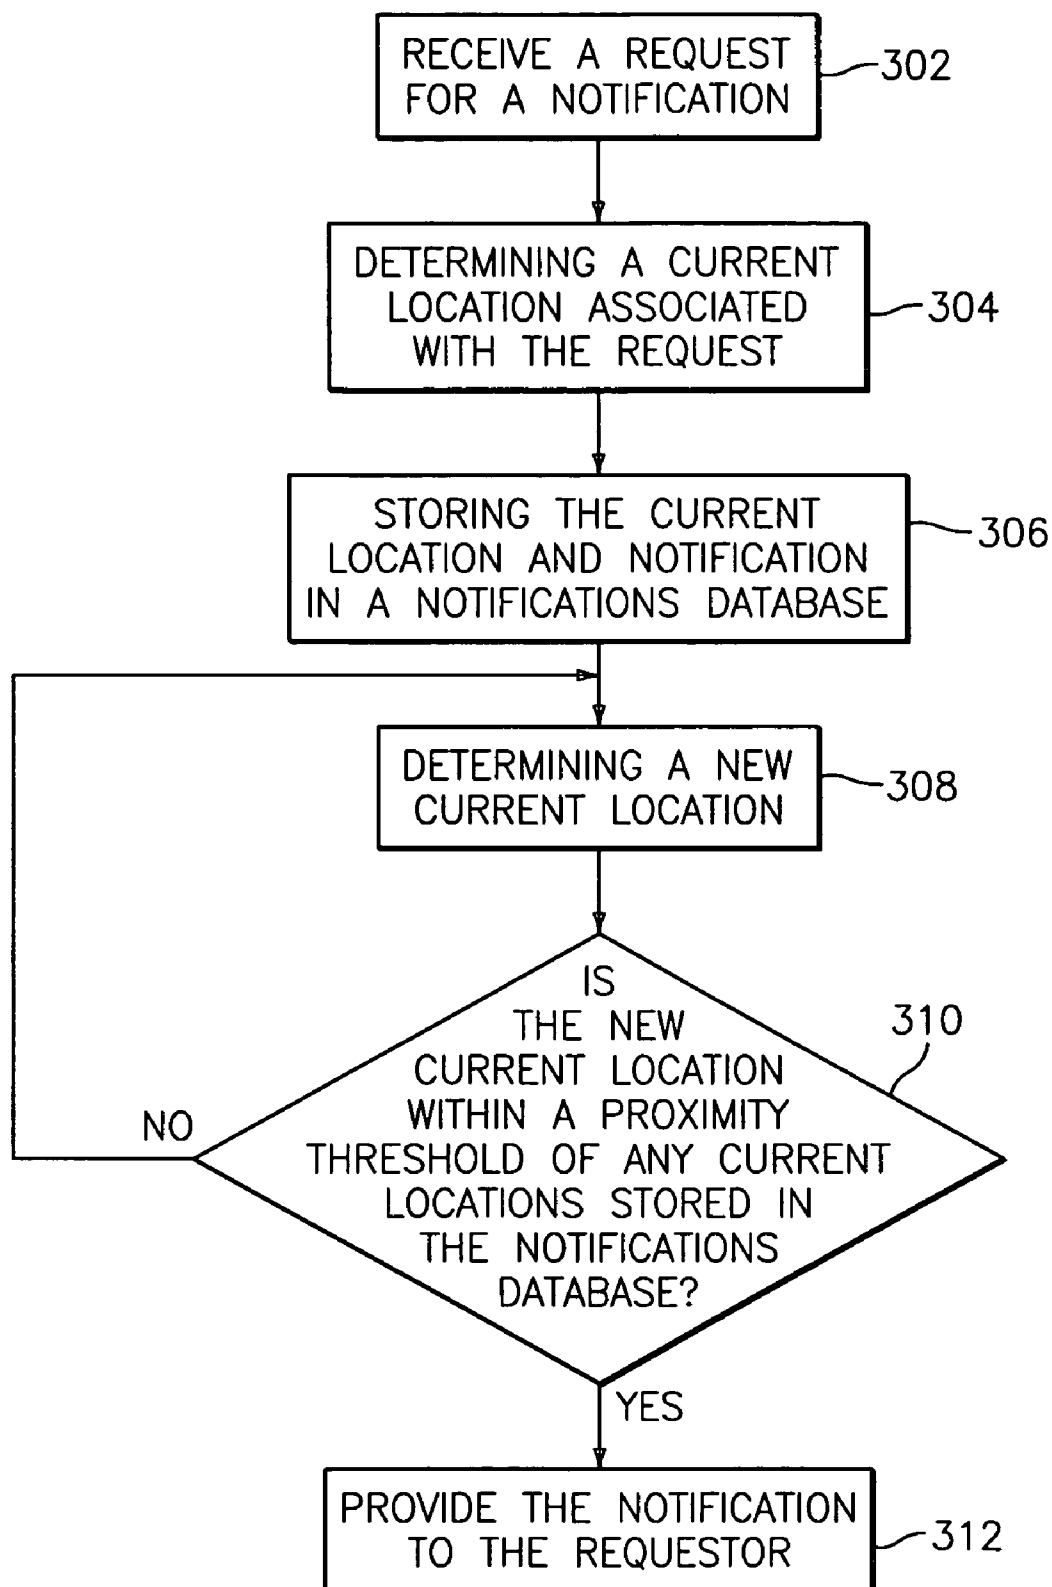 RECEIVE A REQUEST
FOR A NOTIFICATION
302
DETERMINING A CURRENT
LOCATION ASSOCIATED
WITH THE REQUEST
304
STORING THE CURRENT
LOCATION AND NOTIFICATION
IN A NOTIFICATIONS DATABASE
306
DETERMINING A NEW
CURRENT LOCATION
308
IS
THE NEW
CURRENT LOCATION
WITHIN A PROXIMITY
THRESHOLD OF ANY CURRENT
LOCATIONS STORED IN
THE NOTIFICATIONS
DATABASE?
310
NO
YES
PROVIDE THE NOTIFICATION
TO THE REQUESTOR
312